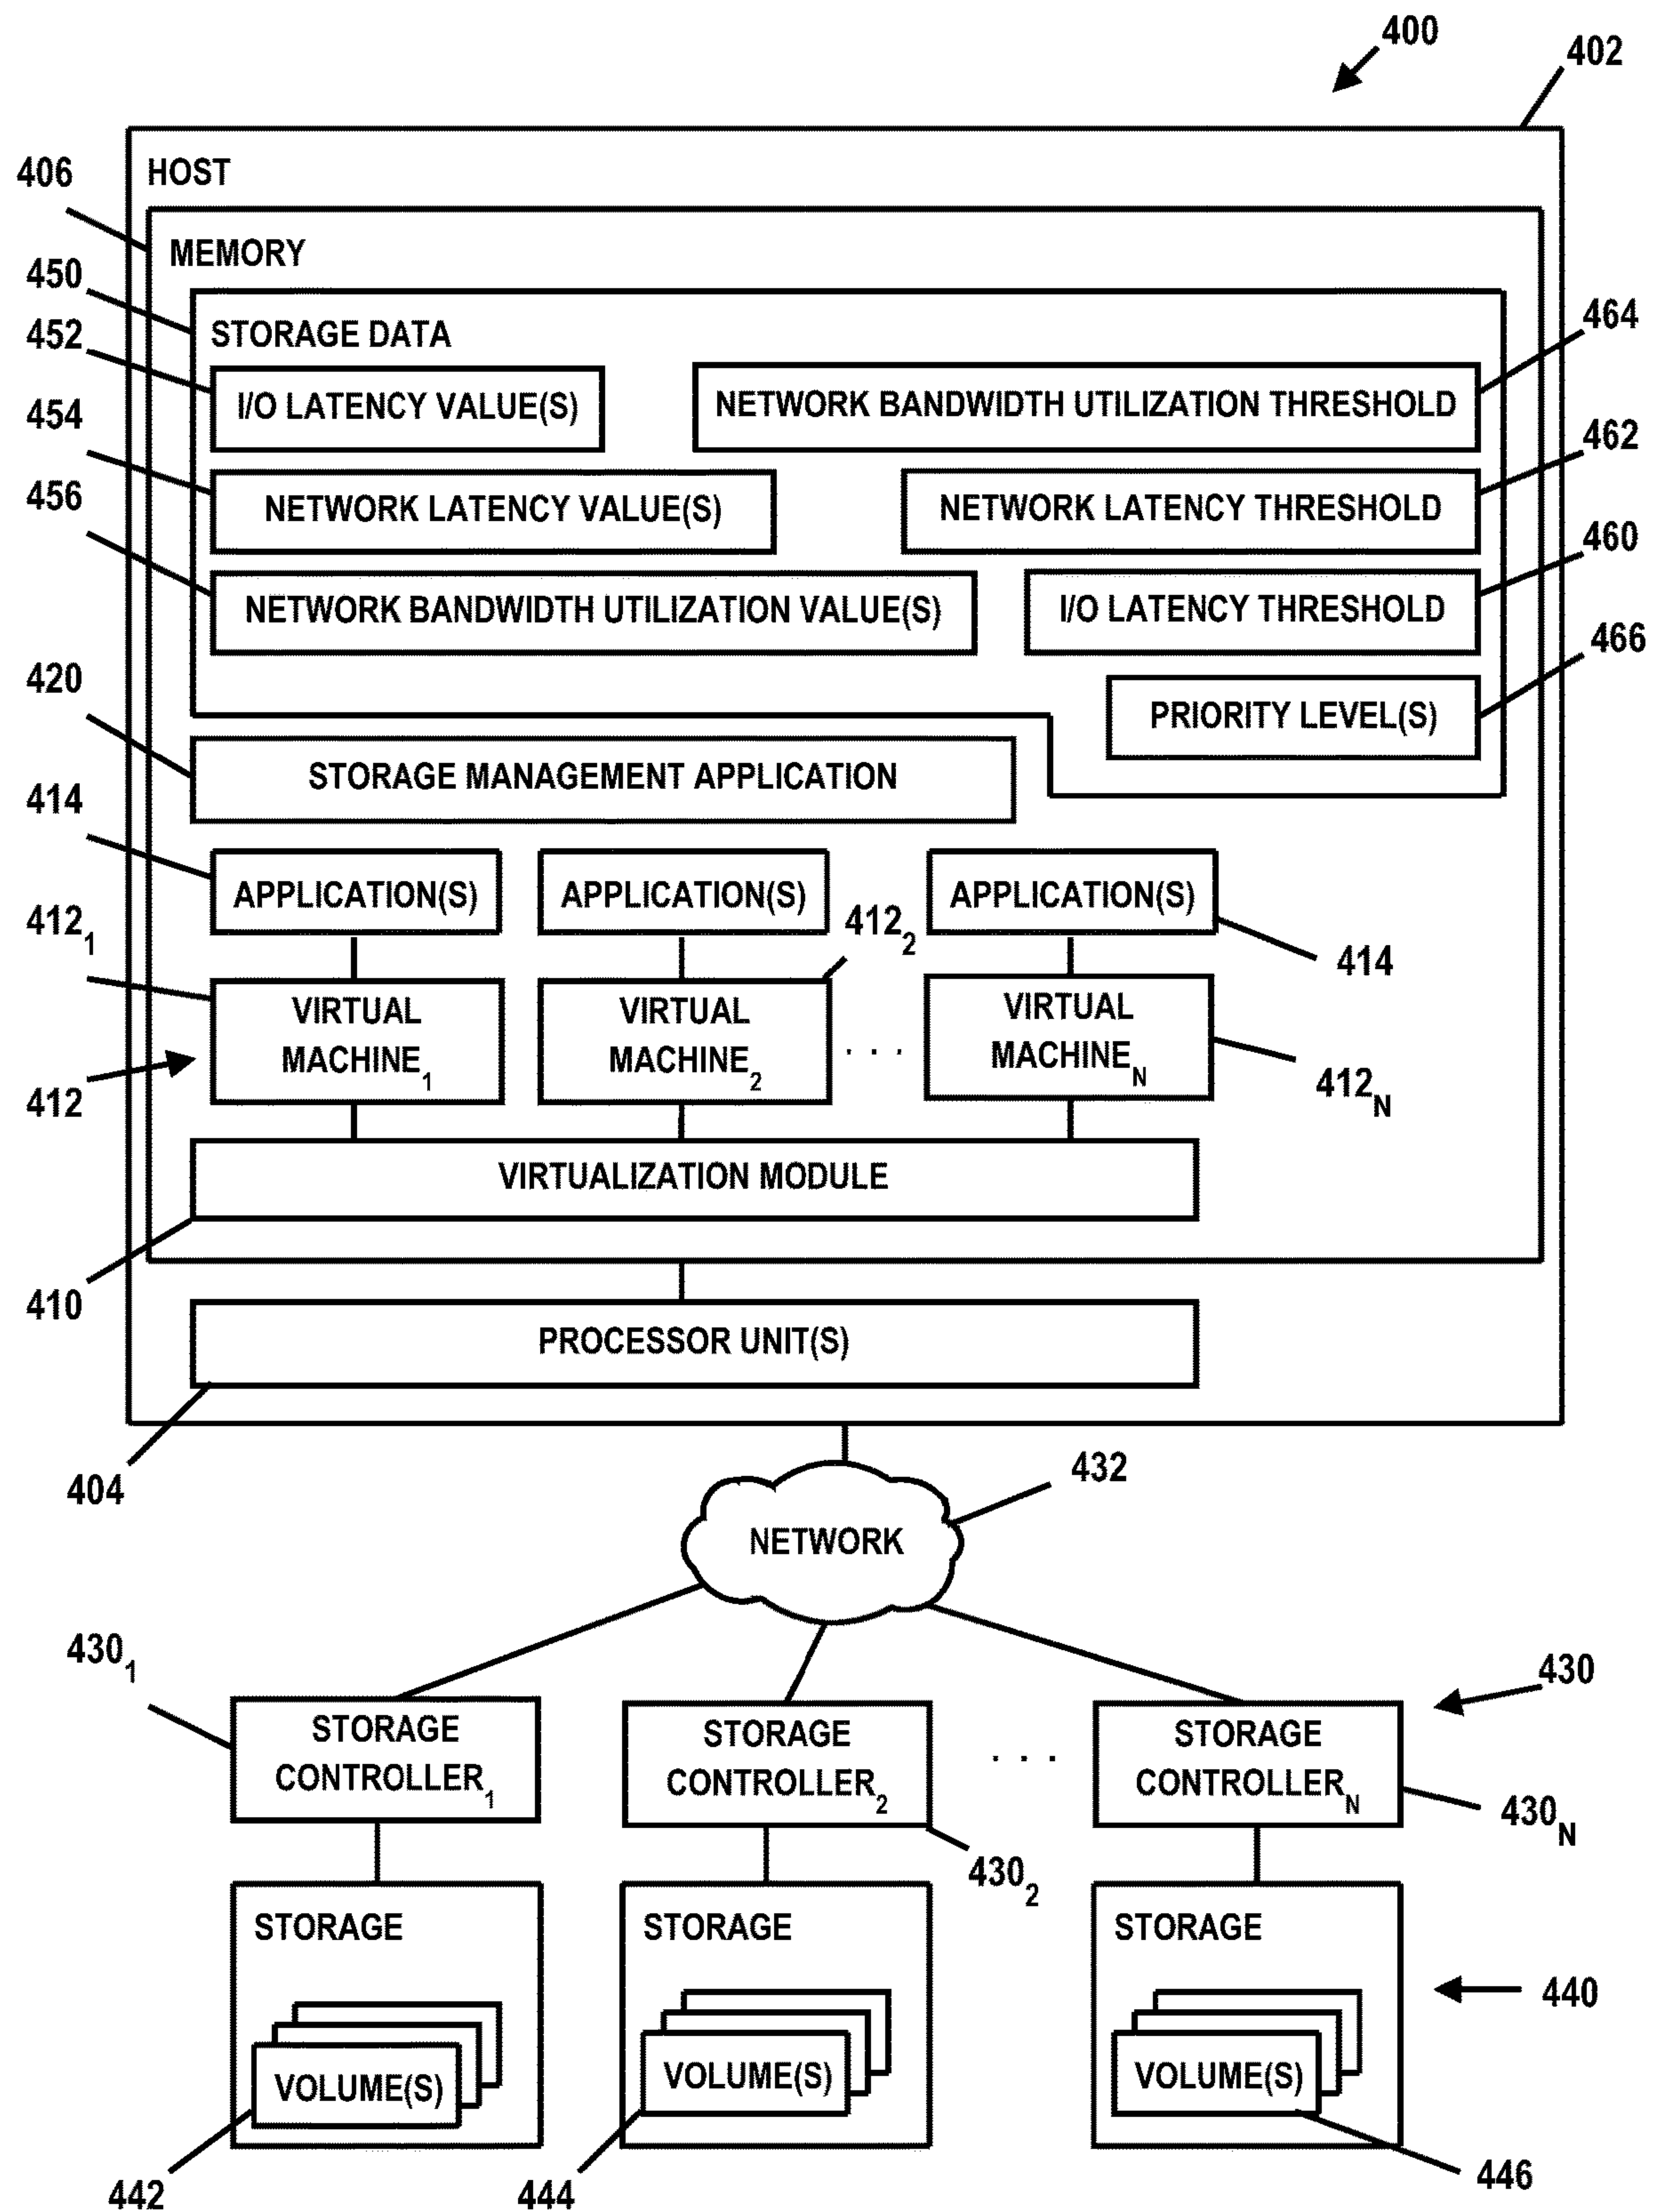 400
402
HOST
406
MEMORY
450
STORAGE DATA
464
452
I/O LATENCY VALUE(S)
NETWORK BANDWIDTH UTILIZATION THRESHOLD
454
462
NETWORK LATENCY VALUE(S)
NETWORK LATENCY THRESHOLD
456
460
NETWORK BANDWIDTH UTILIZATION VALUE(S)
I/O LATENCY THRESHOLD
466
420
PRIORITY LEVEL(S)
STORAGE MANAGEMENT APPLICATION
414
APPLICATION(S)
APPLICATION(S)
APPLICATION(S)
412₁
412₂
414
VIRTUAL
MACHINE₁
VIRTUAL
MACHINE₂
. . .
VIRTUAL
MACHINE_N
412
412_N
VIRTUALIZATION MODULE
410
PROCESSOR UNIT(S)
404
432
NETWORK
430₁
430
STORAGE
CONTROLLER₁
STORAGE
CONTROLLER₂
. . .
STORAGE
CONTROLLER_N
430_N
430₂
STORAGE
STORAGE
STORAGE
440
VOLUME(S)
VOLUME(S)
VOLUME(S)
442
444
446